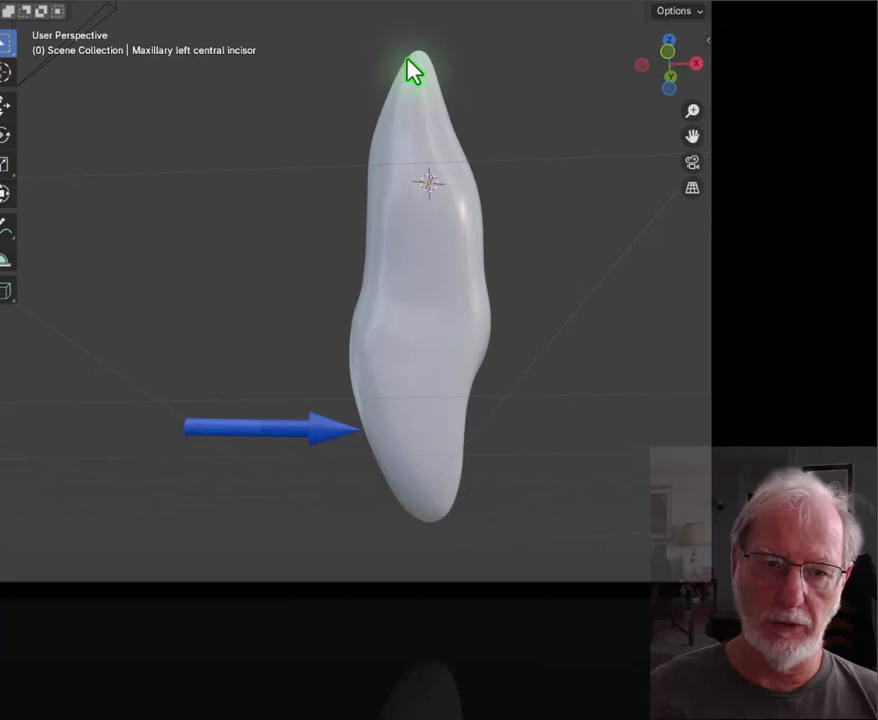 Options
User Perspective
(0) Scene Collection | Maxillary left central incisor
Z
X
Y